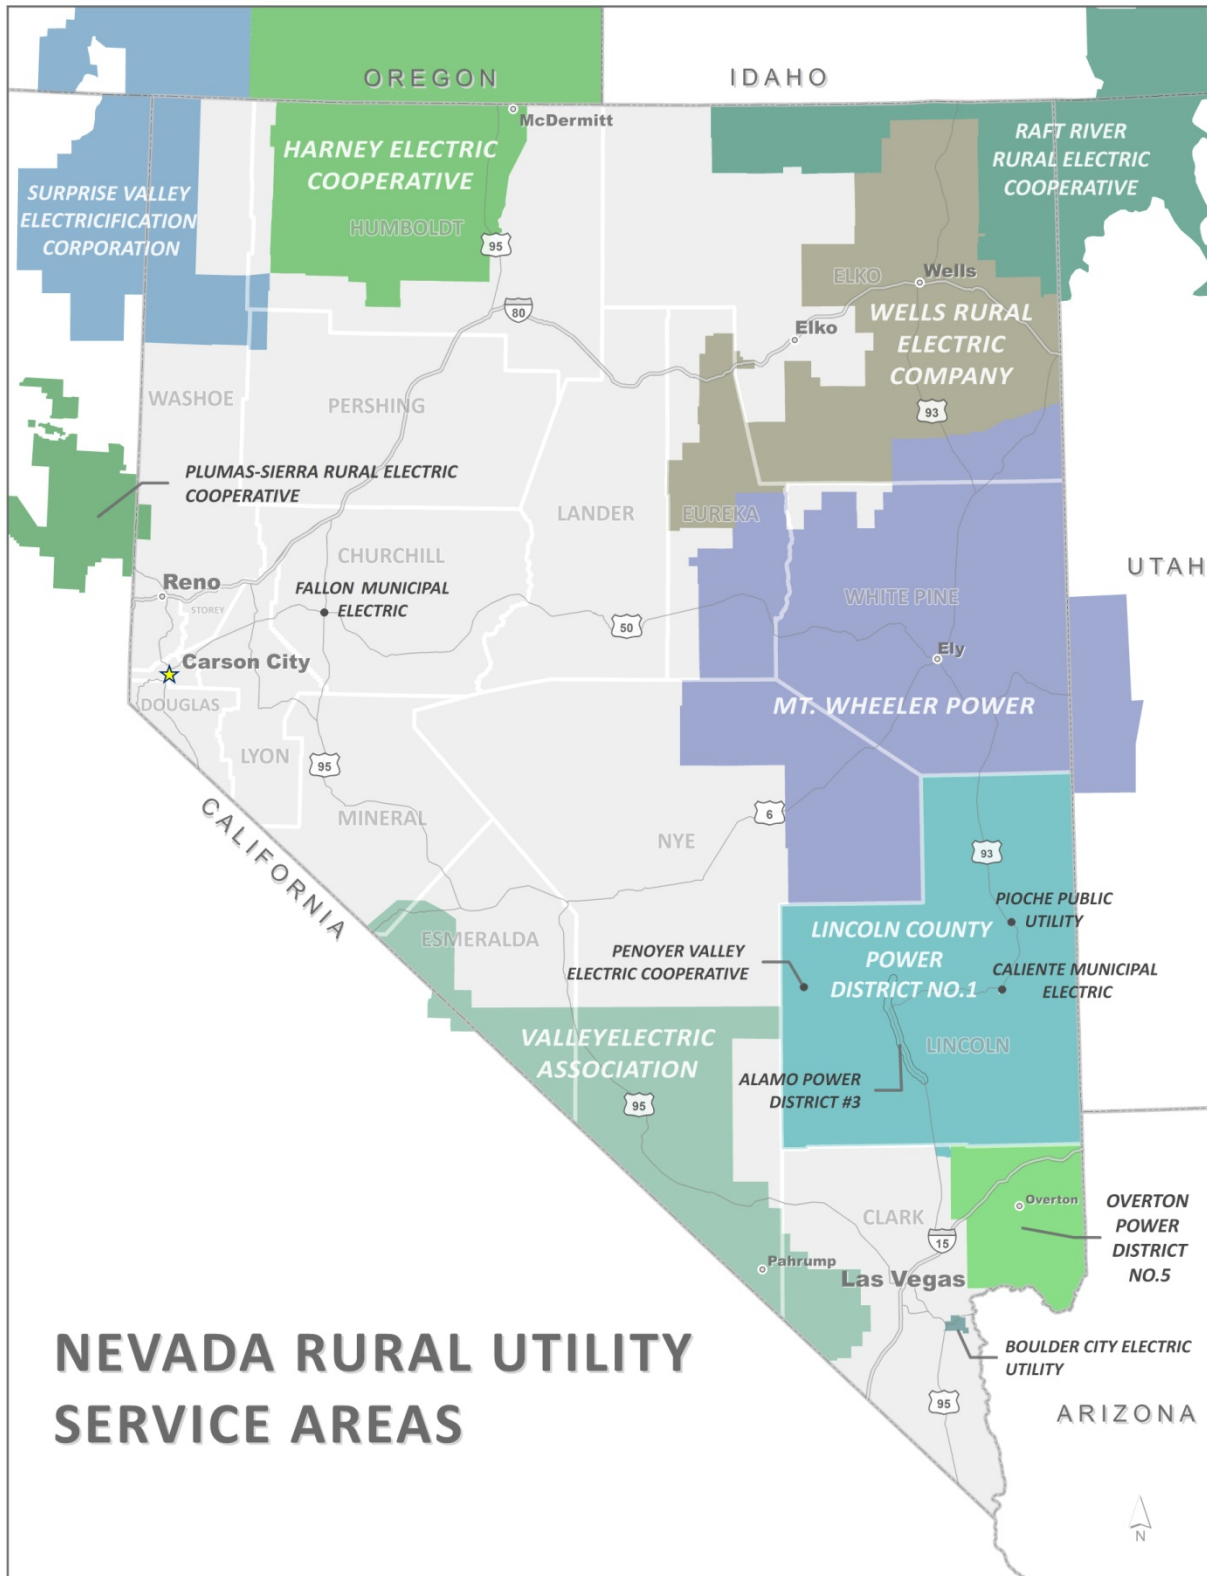 OREGON
IDAHO
McDermitt
HARNEY ELECTRIC
COOPERATIVE
HUMBOLDT
RAFT RIVER
RURAL ELECTRIC
COOPERATIVE
SURPRISE VALLEY
ELECTRICIFICATION
CORPORATION
95
ELKO
Wells
80
WELLS RURAL
ELECTRIC
COMPANY
Elko
WASHOE
PERSHING
93
PLUMAS-SIERRA RURAL ELECTRIC
COOPERATIVE
LANDER
EUREKA
CHURCHILL
UTAH
Reno
FALLON MUNICIPAL
ELECTRIC
STOREY
WHITE PINE
50
Ely
Carson City
DOUGLAS
MT. WHEELER POWER
LYON
95
CALIFORNIA
MINERAL
6
NYE
93
PIOCHE PUBLIC
UTILITY
ESMERALDA
PENOYER VALLEY
ELECTRIC COOPERATIVE
LINCOLN COUNTY
POWER
DISTRICT NO.1
CALIENTE MUNICIPAL
ELECTRIC
VALLEYELECTRIC
ASSOCIATION
LINCOLN
ALAMO POWER
DISTRICT #3
95
CLARK
Overton
OVERTON
POWER
DISTRICT
NO.5
15
Pahrump
Las Vegas
NEVADA RURAL UTILITY
SERVICE AREAS
BOULDER CITY ELECTRIC
UTILITY
95
ARIZONA
N